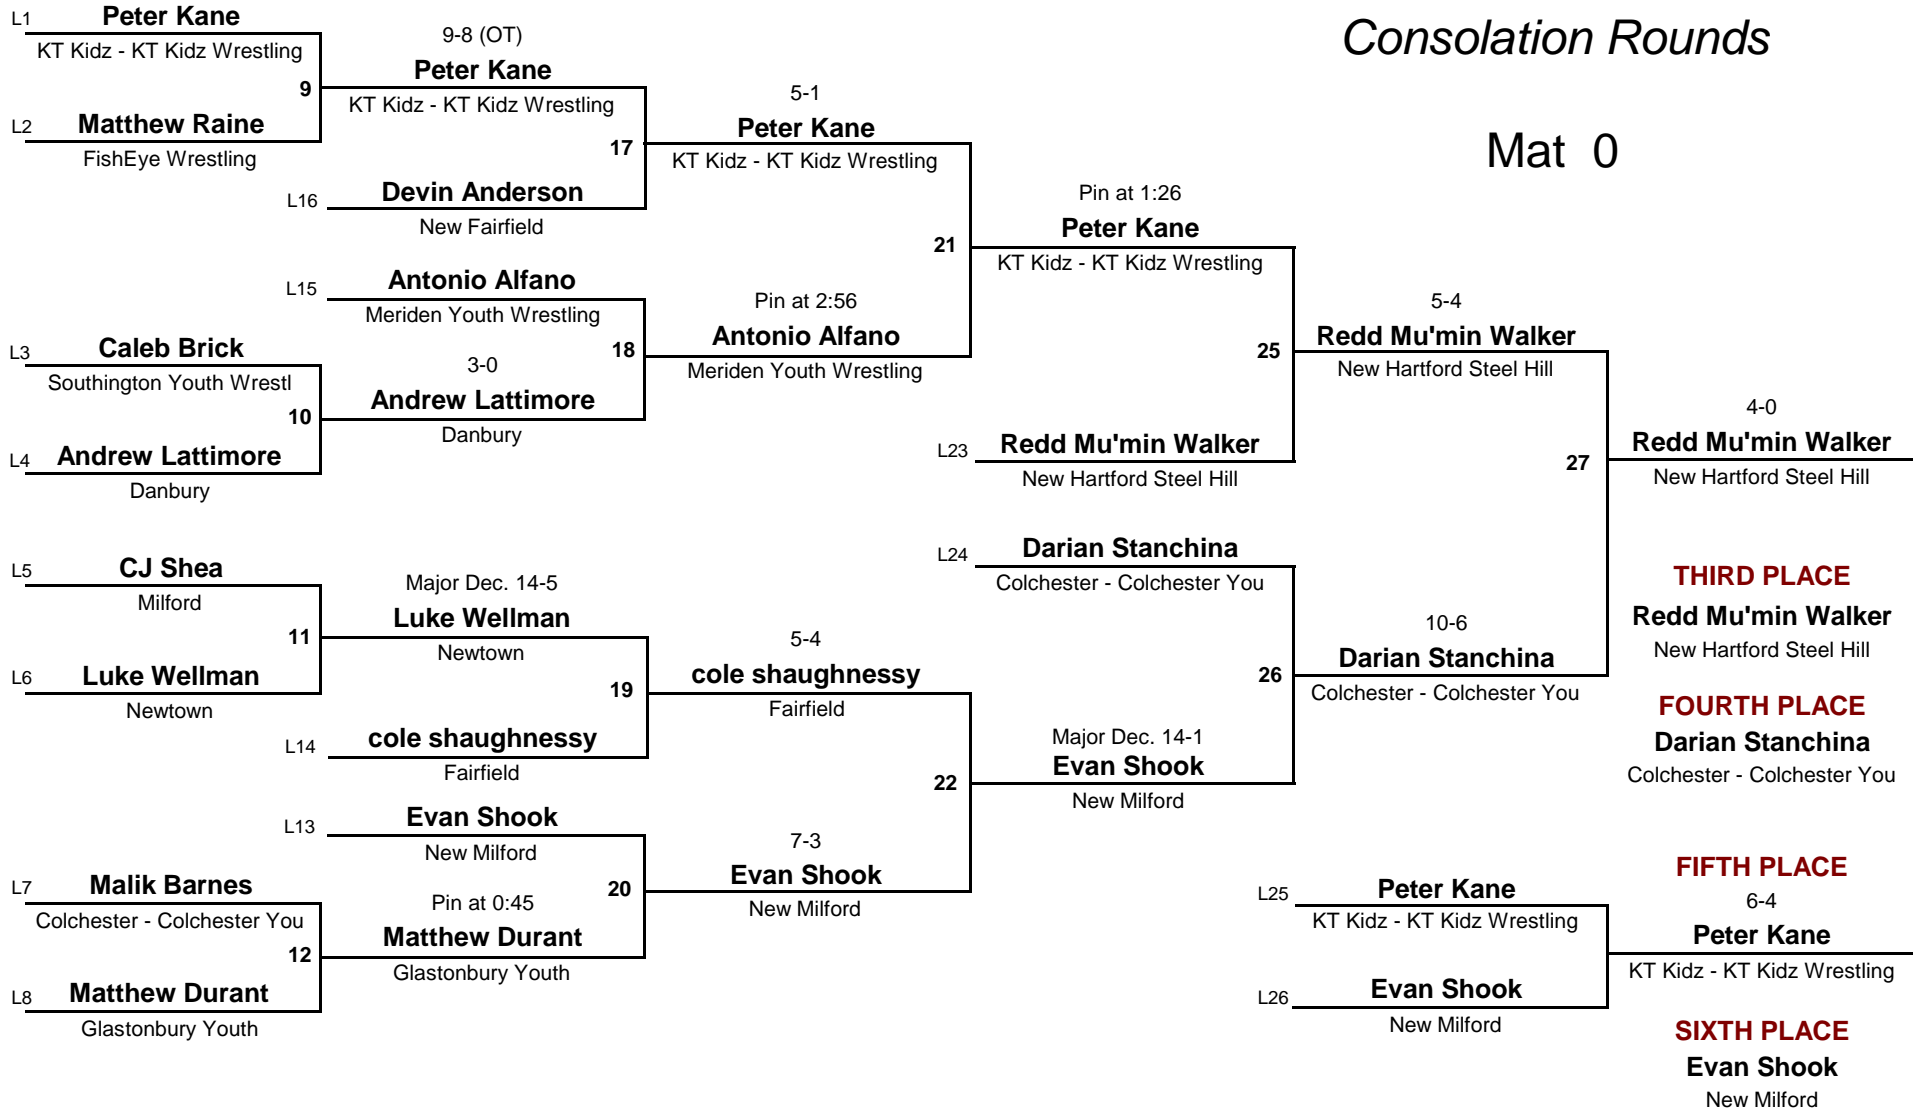 Consolation Rounds
Mat 0
L1
Peter Kane
KT Kidz - KT Kidz Wrestling
9
L2
Matthew Raine
FishEye Wrestling
9-8 (OT)
Peter Kane
KT Kidz - KT Kidz Wrestling
17
L16
Devin Anderson
New Fairfield
5-1
Peter Kane
KT Kidz - KT Kidz Wrestling
21
L15
Antonio Alfano
Meriden Youth Wrestling
18
L3
Caleb Brick
Southington Youth Wrestl
10
L4
Andrew Lattimore
Danbury
3-0
Andrew Lattimore
Danbury
Pin at 2:56
Antonio Alfano
Meriden Youth Wrestling
Pin at 1:26
Peter Kane
KT Kidz - KT Kidz Wrestling
25
L23
Redd Mu'min Walker
New Hartford Steel Hill
5-4
Redd Mu'min Walker
New Hartford Steel Hill
27
4-0
Redd Mu'min Walker
New Hartford Steel Hill
L5
CJ Shea
Milford
11
L6
Luke Wellman
Newtown
Major Dec. 14-5
Luke Wellman
Newtown
19
L14
cole shaughnessy
Fairfield
5-4
cole shaughnessy
Fairfield
22
L13
Evan Shook
New Milford
20
L7
Malik Barnes
Colchester - Colchester You
12
L8
Matthew Durant
Glastonbury Youth
Pin at 0:45
Matthew Durant
Glastonbury Youth
7-3
Evan Shook
New Milford
L24
Darian Stanchina
Colchester - Colchester You
26
Major Dec. 14-1
Evan Shook
New Milford
10-6
Darian Stanchina
Colchester - Colchester You
THIRD PLACE
Redd Mu'min Walker
New Hartford Steel Hill
FOURTH PLACE
Darian Stanchina
Colchester - Colchester You
L25
Peter Kane
KT Kidz - KT Kidz Wrestling
L26
Evan Shook
New Milford
FIFTH PLACE
6-4
Peter Kane
KT Kidz - KT Kidz Wrestling
SIXTH PLACE
Evan Shook
New Milford